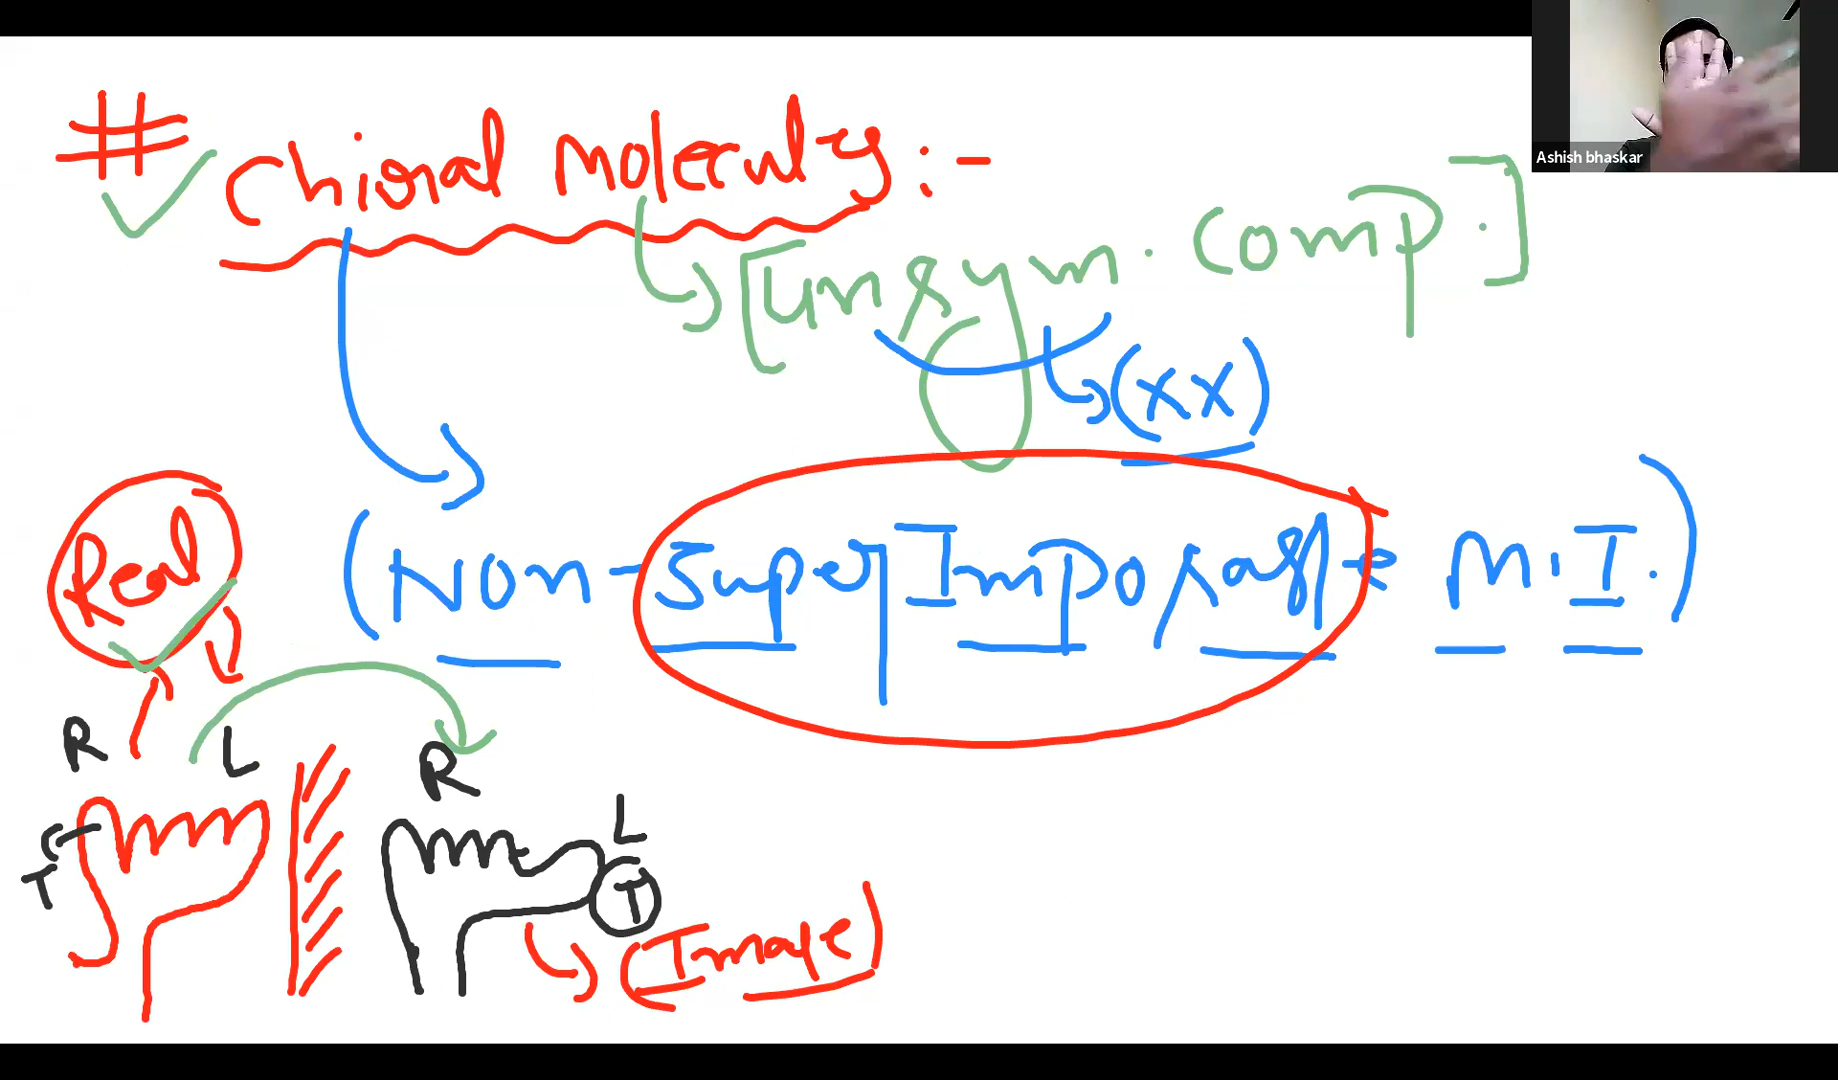 Ashish bhaskar
# Chiral Molecules :-
[Unsym. Comp.]
(xx)
Real
(Non-SuperImposable M.I.)
R L R
L
T T
(Image)